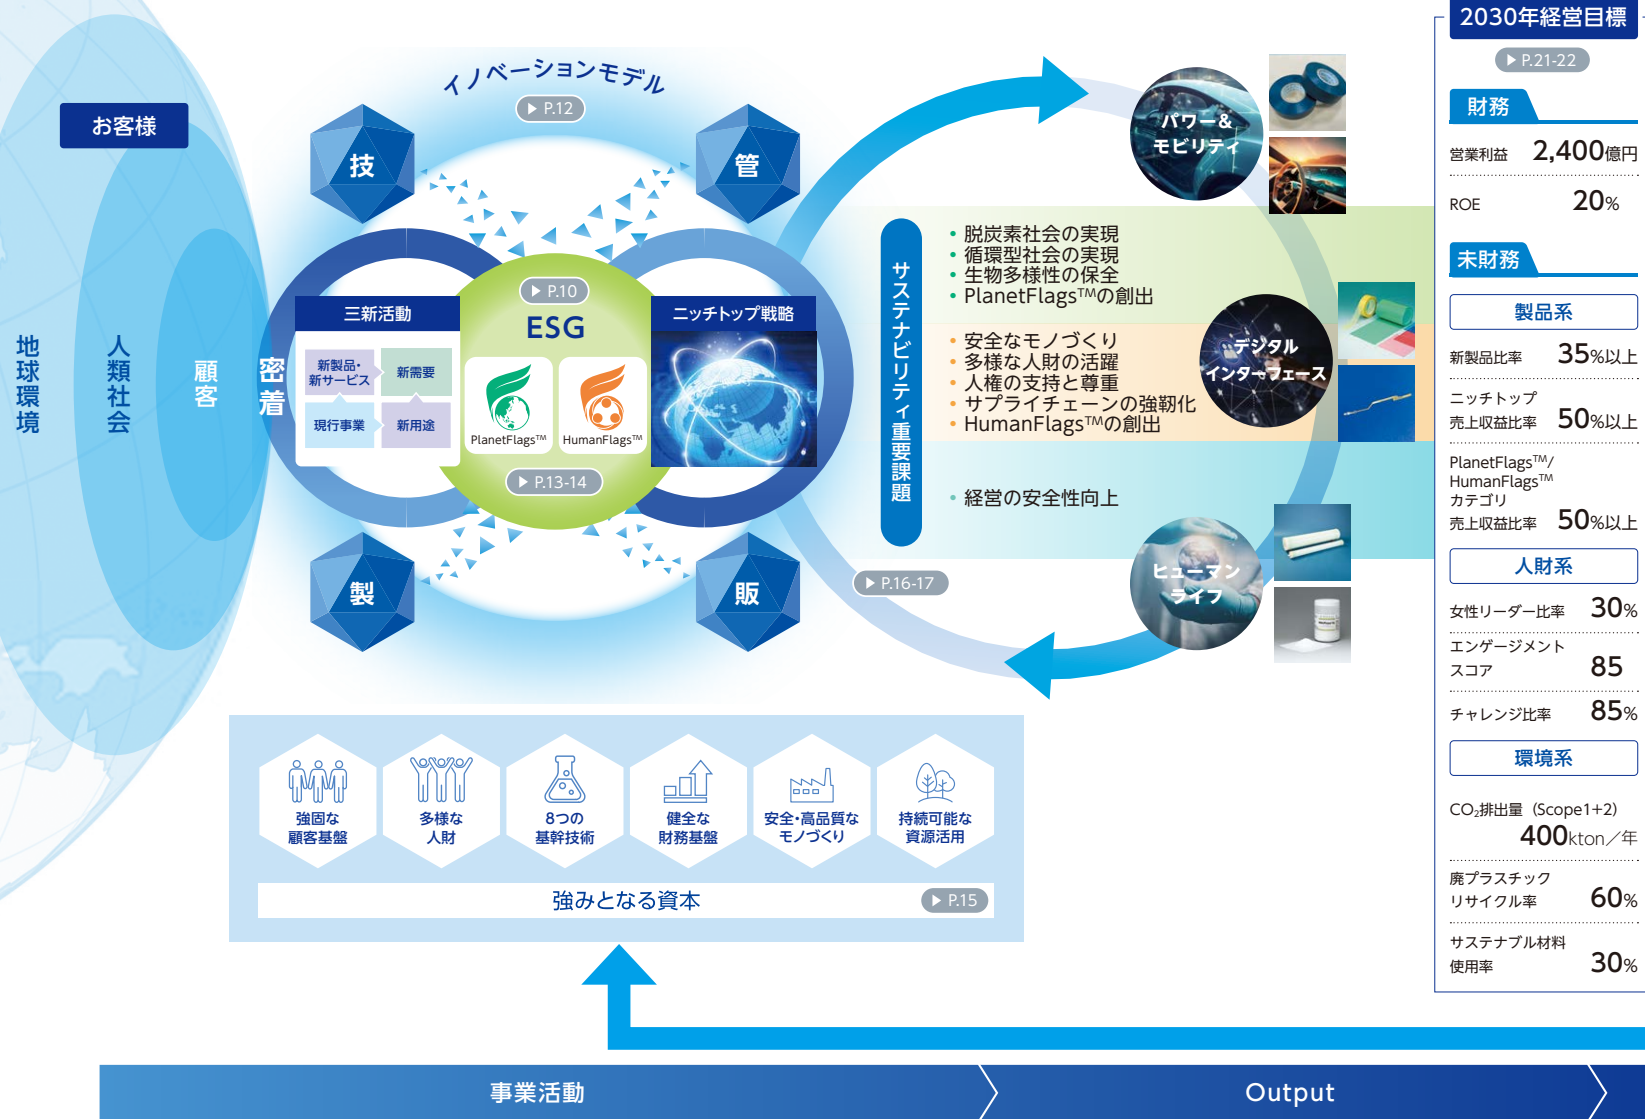 お客様
地球環境
人類社会
顧客
密着
イノベーションモデル
▶ P.12
技
管
製
販
三新活動
新製品・
新サービス
新需要
現行事業
新用途
▶ P.10
ESG
PlanetFlags™
HumanFlags™
▶ P.13-14
ニッチトップ戦略
サステナビリティ重要課題
• 脱炭素社会の実現
• 循環型社会の実現
• 生物多様性の保全
• PlanetFlags™の創出
• 安全なモノづくり
• 多様な人財の活躍
• 人権の支持と尊重
• サプライチェーンの強靭化
• HumanFlags™の創出
• 経営の安全性向上
▶ P.16-17
パワー&
モビリティ
デジタル
インターフェース
ヒューマン
ライフ
強固な
顧客基盤
多様な
人財
8つの
基幹技術
健全な
財務基盤
安全・高品質な
モノづくり
持続可能な
資源活用
強みとなる資本
▶ P.15
2030年経営目標
▶ P.21-22
財務
営業利益 2,400億円
ROE 20%
未財務
製品系
新製品比率 35%以上
ニッチトップ
売上収益比率 50%以上
PlanetFlags™/
HumanFlags™
カテゴリ
売上収益比率 50%以上
人財系
女性リーダー比率 30%
エンゲージメント
スコア 85
チャレンジ比率 85%
環境系
CO₂排出量（Scope1+2）
400kton／年
廃プラスチック
リサイクル率 60%
サステナブル材料
使用率 30%
事業活動
Output